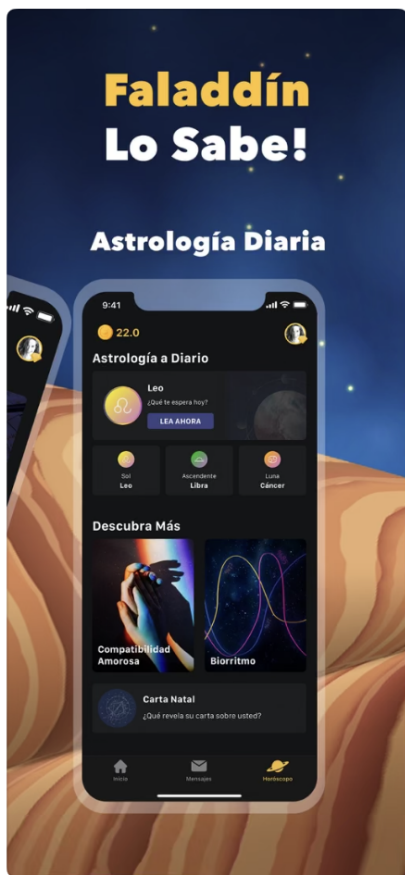 Faladdín
Lo Sabe!
Astrología Diaria
9:41
22.0
Astrología a Diario
Leo
¿Qué te espera hoy?
LEA AHORA
Sol
Leo
Ascendente
Libra
Luna
Cáncer
Descubra Más
Compatibilidad
Amorosa
Biorritmo
Carta Natal
¿Qué revela su carta sobre usted?
Inicio
Mensajes
Horóscopo